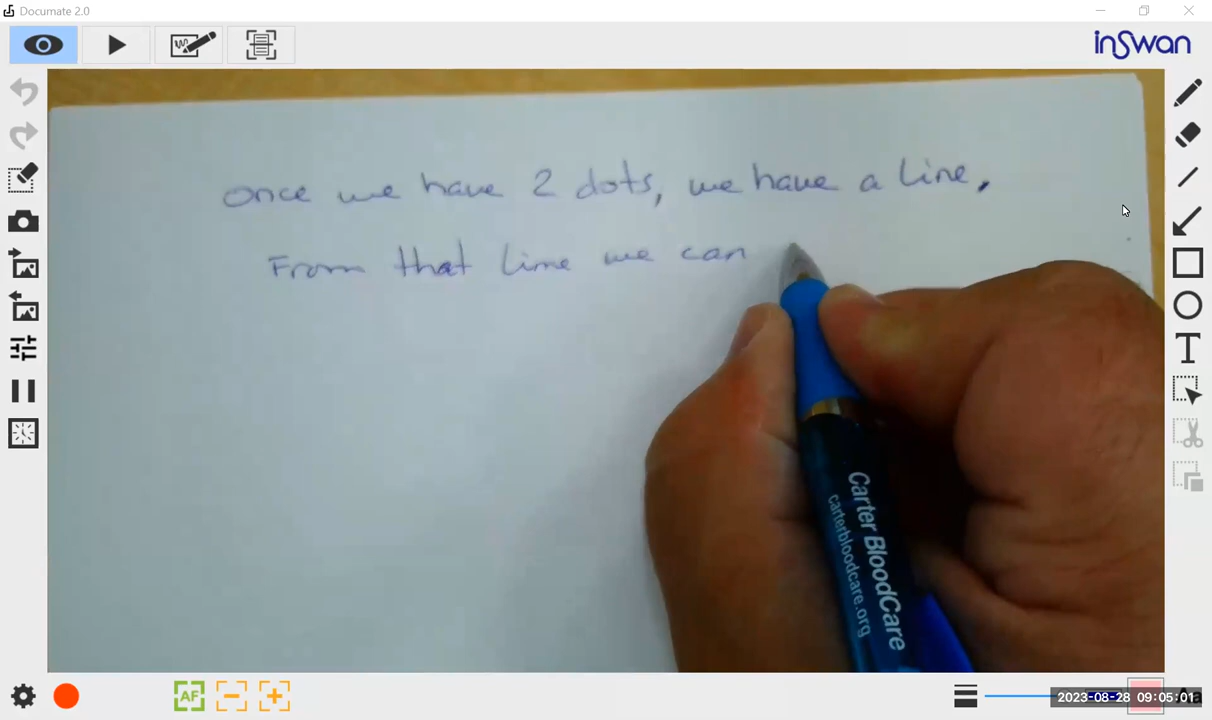 Documate 2.0
inSwan
Once we have 2 dots, we have a line.
From that line we can
Carter BloodCare
carterbloodcare.org
AF
2023-08-28 09:05:01